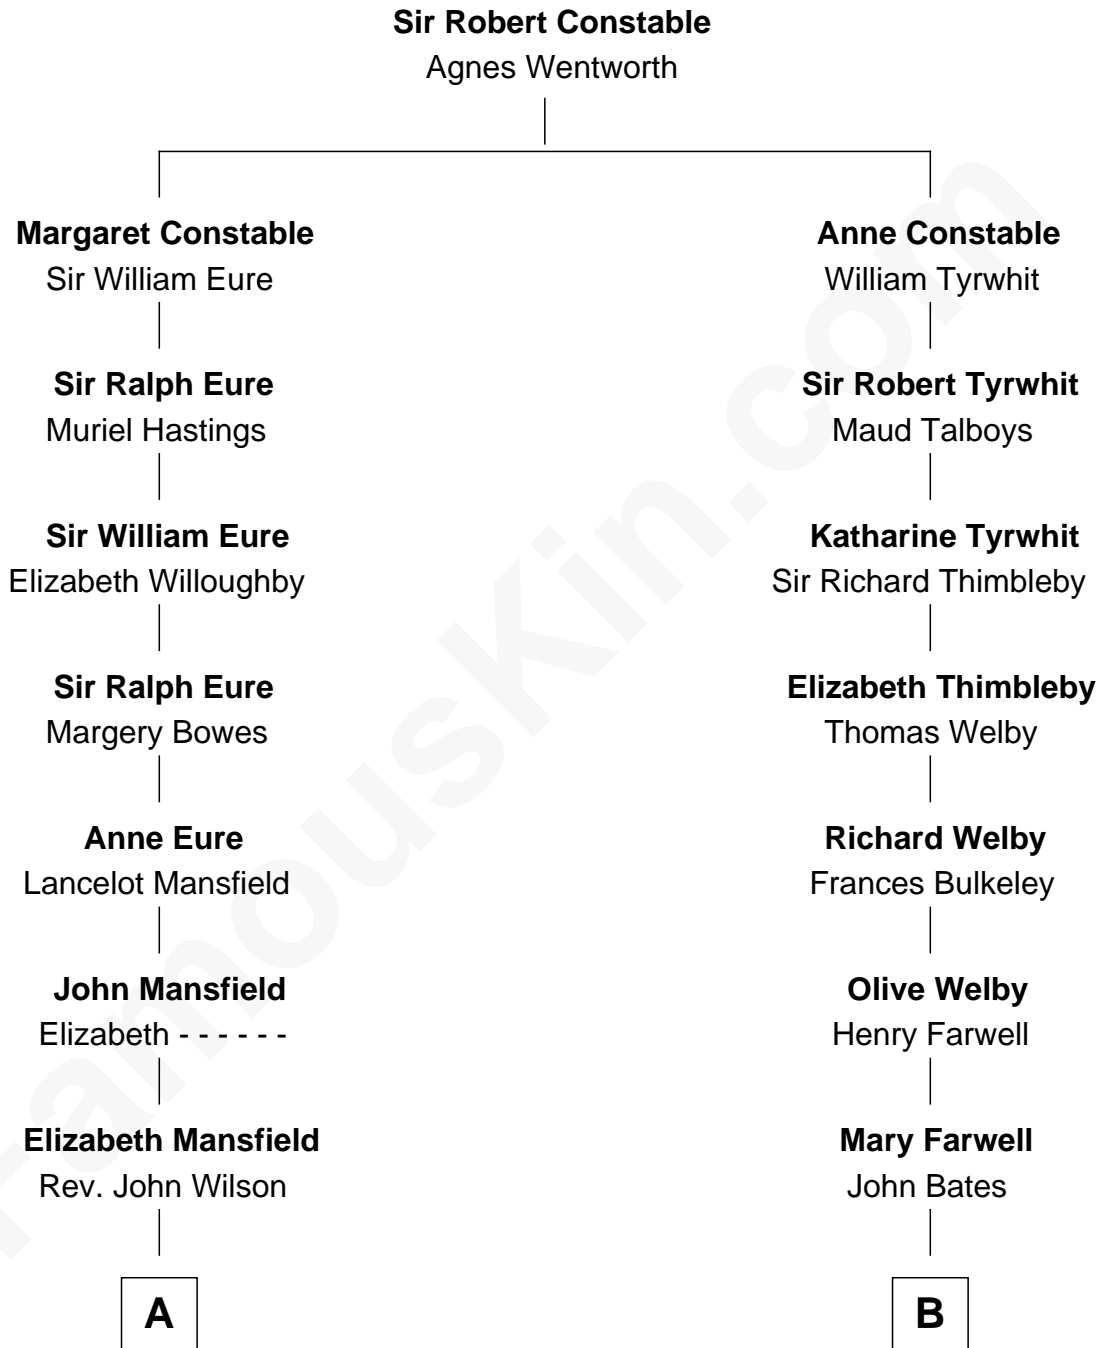 Sir Robert Constable
Agnes Wentworth
Margaret Constable
Sir William Eure
Anne Constable
William Tyrwhit
Sir Ralph Eure
Muriel Hastings
Sir Robert Tyrwhit
Maud Talboys
Sir William Eure
Elizabeth Willoughby
Katharine Tyrwhit
Sir Richard Thimbleby
Sir Ralph Eure
Margery Bowes
Elizabeth Thimbleby
Thomas Welby
Anne Eure
Lancelot Mansfield
Richard Welby
Frances Bulkeley
John Mansfield
Elizabeth - - - - - -
Olive Welby
Henry Farwell
Elizabeth Mansfield
Rev. John Wilson
Mary Farwell
John Bates
A
B
FamousKin.com